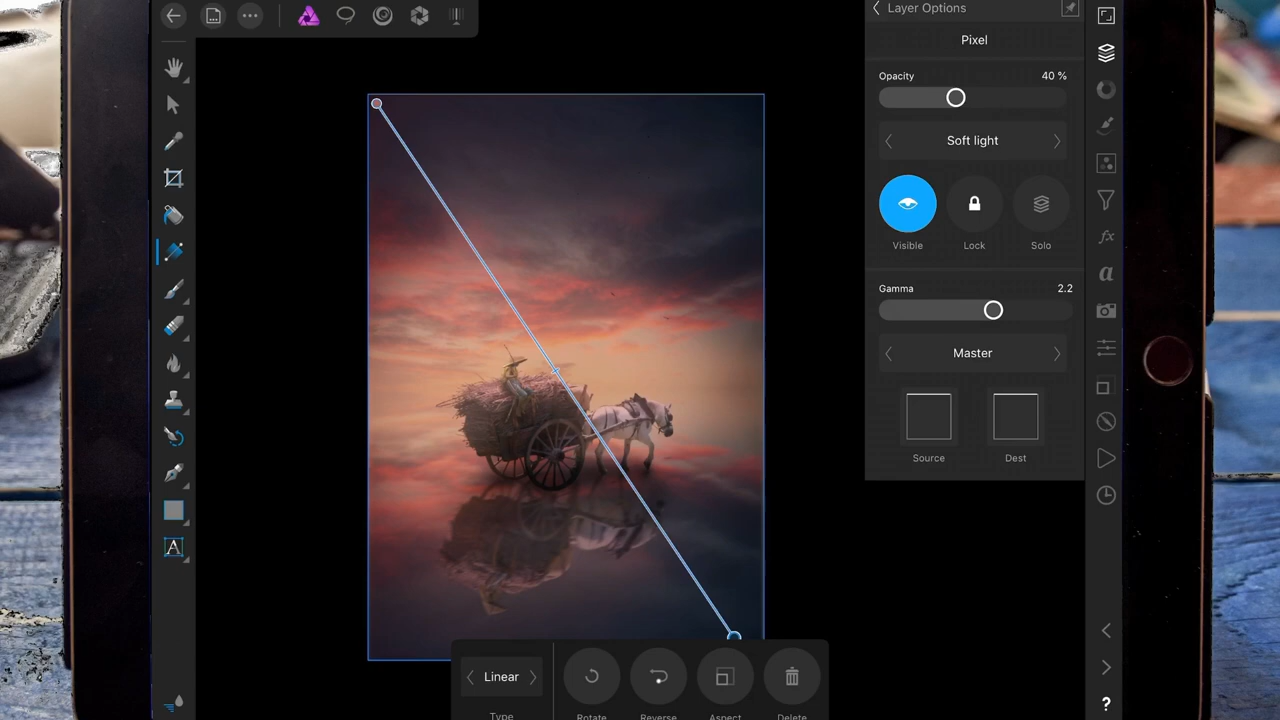 Layer Options
Pixel
Opacity
40 %
Soft light
Visible
Lock
Solo
Gamma
2.2
Master
Source
Dest
Linear
Type
Rotate
Reverse
Aspect
Delete
fx
a
A
?